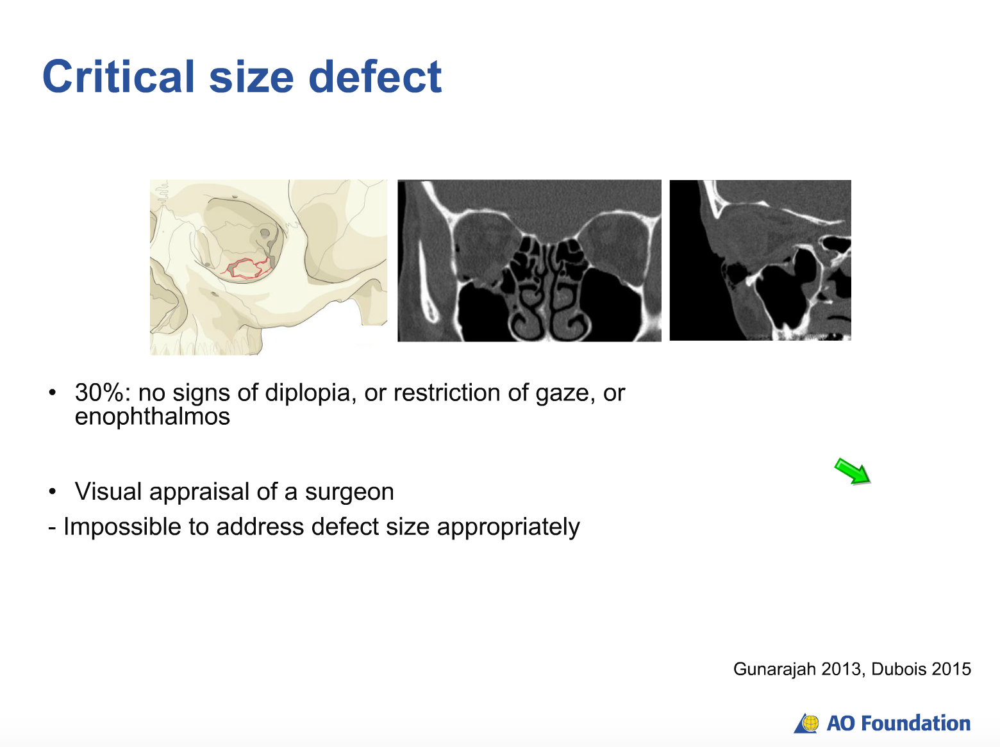 Critical size defect
• 30%: no signs of diplopia, or restriction of gaze, or
enophthalmos
• Visual appraisal of a surgeon
- Impossible to address defect size appropriately
Gunarajah 2013, Dubois 2015
AO Foundation